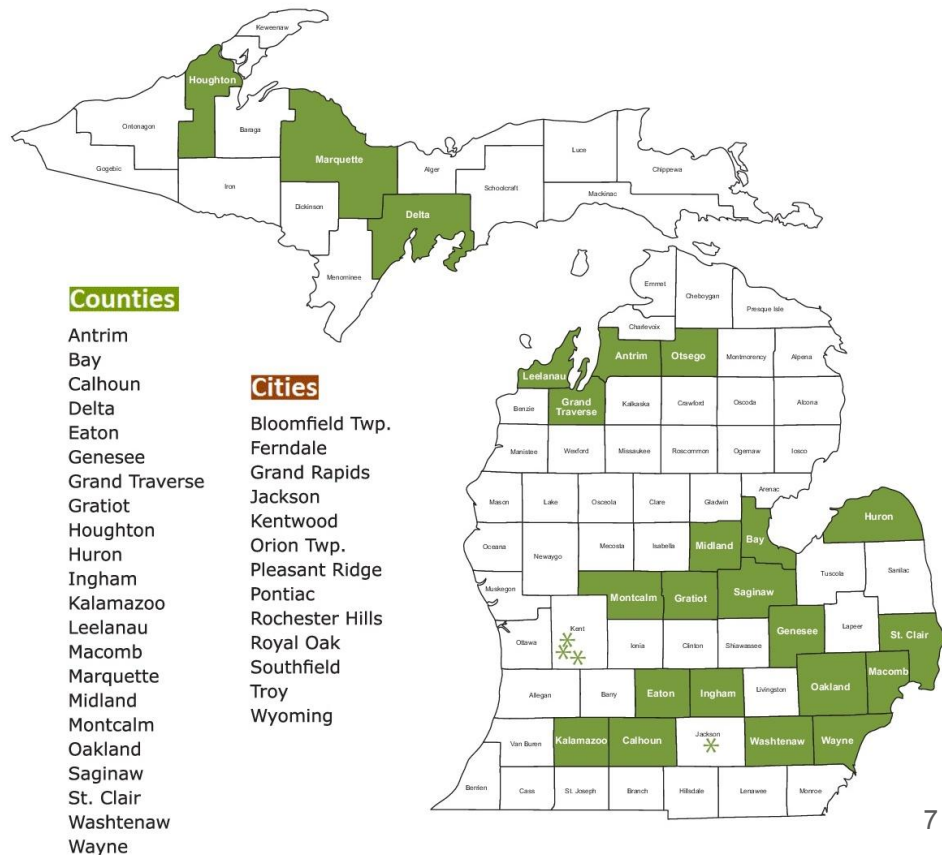 Keweenaw
Houghton
Ontonagon
Baraga
Gogebic
Marquette
Iron
Alger
Luce
Chippewa
Schoolcraft
Mackinac
Dickinson
Delta
Menominee
Counties
Antrim
Bay
Calhoun
Delta
Eaton
Genesee
Grand Traverse
Gratiot
Houghton
Huron
Ingham
Kalamazoo
Leelanau
Macomb
Marquette
Midland
Montcalm
Oakland
Saginaw
St. Clair
Washtenaw
Wayne
Cities
Bloomfield Twp.
Ferndale
Grand Rapids
Jackson
Kentwood
Orion Twp.
Pleasant Ridge
Pontiac
Rochester Hills
Royal Oak
Southfield
Troy
Wyoming
Emmet
Cheboygan
Presque Isle
Charlevoix
Leelanau
Antrim
Otsego
Montmorency
Alpena
Benzie
Grand
Traverse
Kalkaska
Crawford
Oscoda
Alcona
Manistee
Wexford
Missaukee
Roscommon
Ogemaw
Iosco
Mason
Lake
Osceola
Clare
Gladwin
Arenac
Huron
Oceana
Newaygo
Mecosta
Isabella
Midland
Bay
Tuscola
Sanilac
Muskegon
Montcalm
Gratiot
Saginaw
Ottawa
Kent
Ionia
Clinton
Shiawassee
Genesee
Lapeer
St. Clair
Allegan
Barry
Eaton
Ingham
Livingston
Oakland
Macomb
Van Buren
Kalamazoo
Calhoun
Jackson
Washtenaw
Wayne
Berrien
Cass
St. Joseph
Branch
Hillsdale
Lenawee
Monroe
7